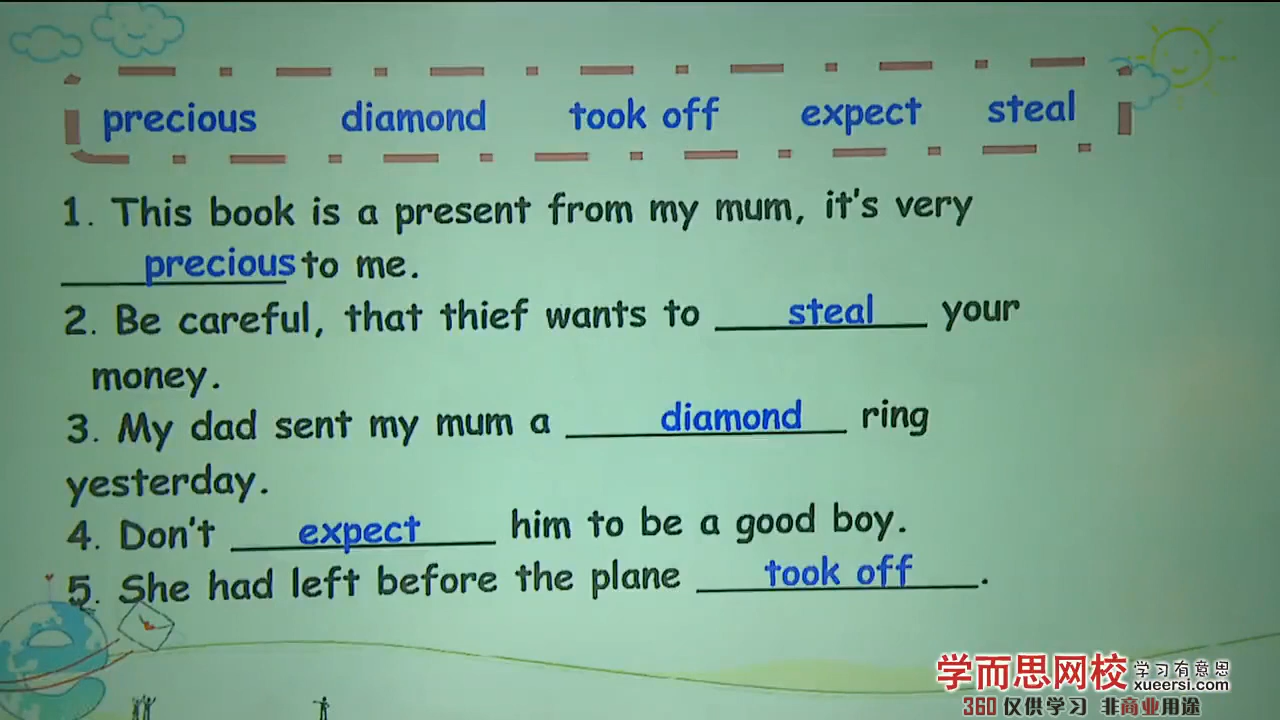 precious diamond took off expect steal
1. This book is a present from my mum, it's very
precious to me.
2. Be careful, that thief wants to steal your
money.
3. My dad sent my mum a diamond ring
yesterday.
4. Don't expect him to be a good boy.
5. She had left before the plane took off.
学而思网校 学习有意思
xueersi.com
360 仅供学习 非商业用途